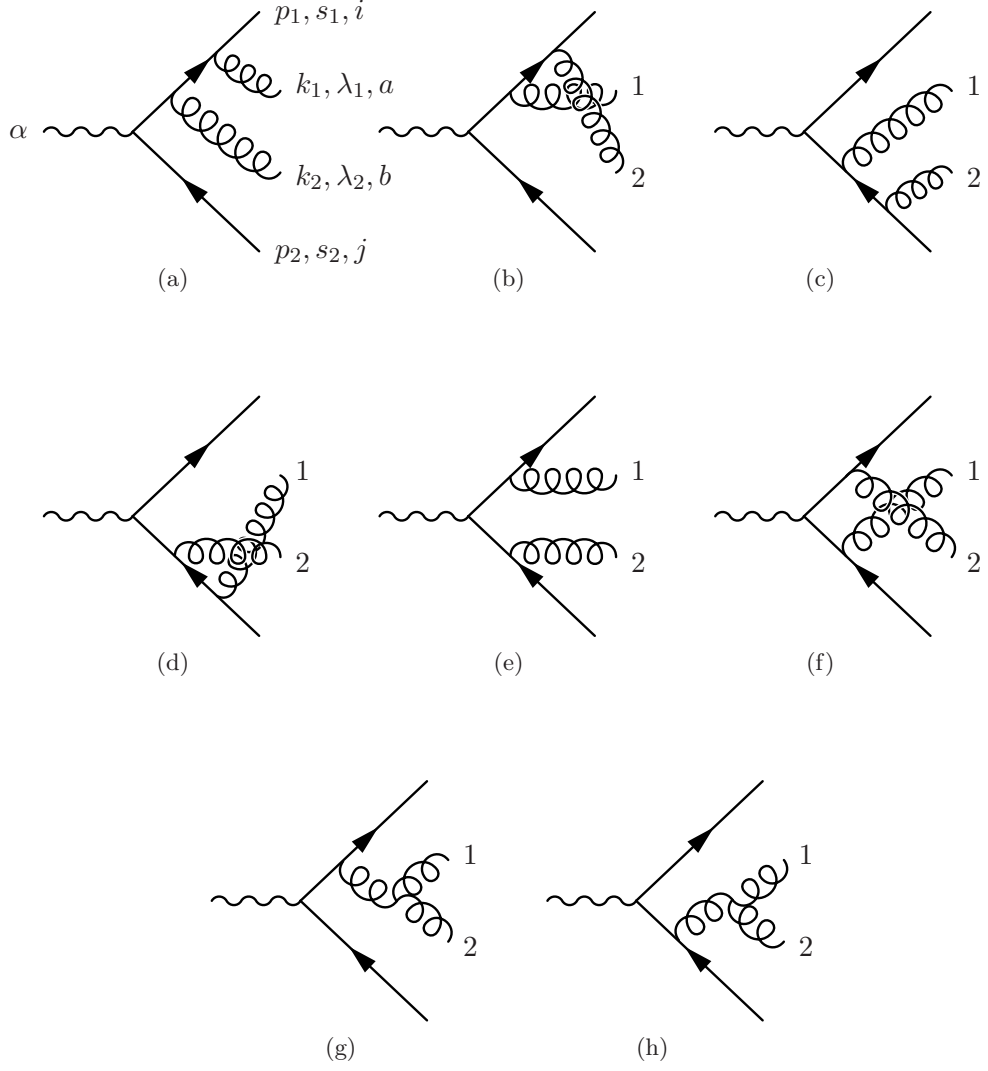 p₁, s₁, i
k₁, λ₁, a
α
k₂, λ₂, b
p₂, s₂, j
1
2
1
2
(a) (b) (c)
1
2
1
2
1
2
(d) (e) (f)
1
2
1
2
(g) (h)